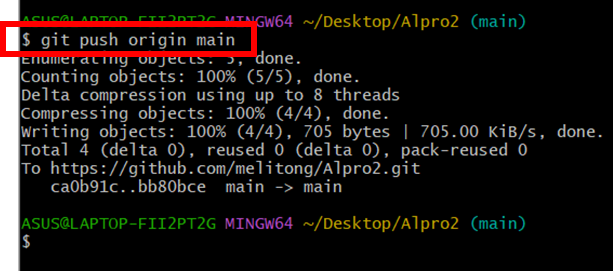 ASUS@LAPTOP-FII2PT2G MINGW64 ~/Desktop/Alpro2 (main)
$ git push origin main
Enumerating objects: 5, done.
Counting objects: 100% (5/5), done.
Delta compression using up to 8 threads
Compressing objects: 100% (4/4), done.
Writing objects: 100% (4/4), 705 bytes | 705.00 KiB/s, done.
Total 4 (delta 0), reused 0 (delta 0), pack-reused 0
To https://github.com/melitong/Alpro2.git
ca0b91c..bb80bce main -> main
ASUS@LAPTOP-FII2PT2G MINGW64 ~/Desktop/Alpro2 (main)
$